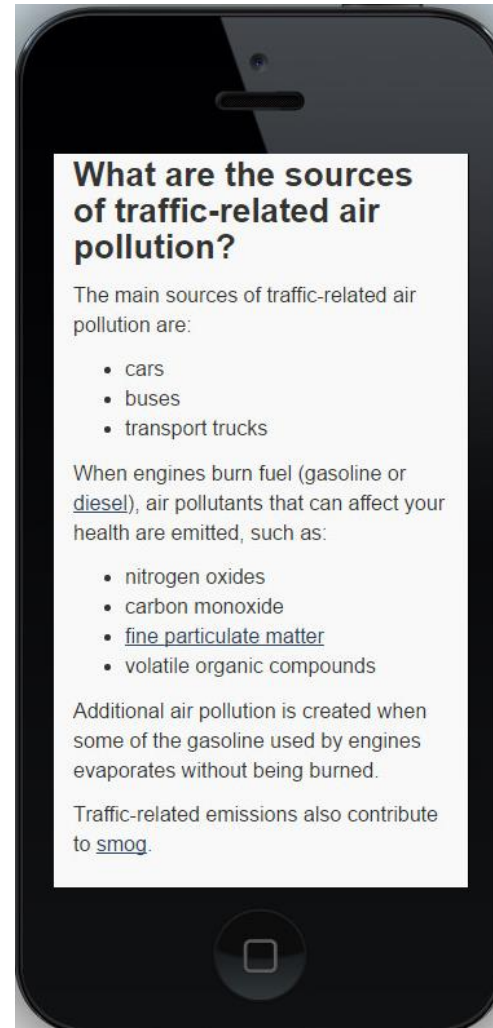 What are the sources
of traffic-related air
pollution?
The main sources of traffic-related air
pollution are:
• cars
• buses
• transport trucks
When engines burn fuel (gasoline or
diesel), air pollutants that can affect your
health are emitted, such as:
• nitrogen oxides
• carbon monoxide
• fine particulate matter
• volatile organic compounds
Additional air pollution is created when
some of the gasoline used by engines
evaporates without being burned.
Traffic-related emissions also contribute
to smog.